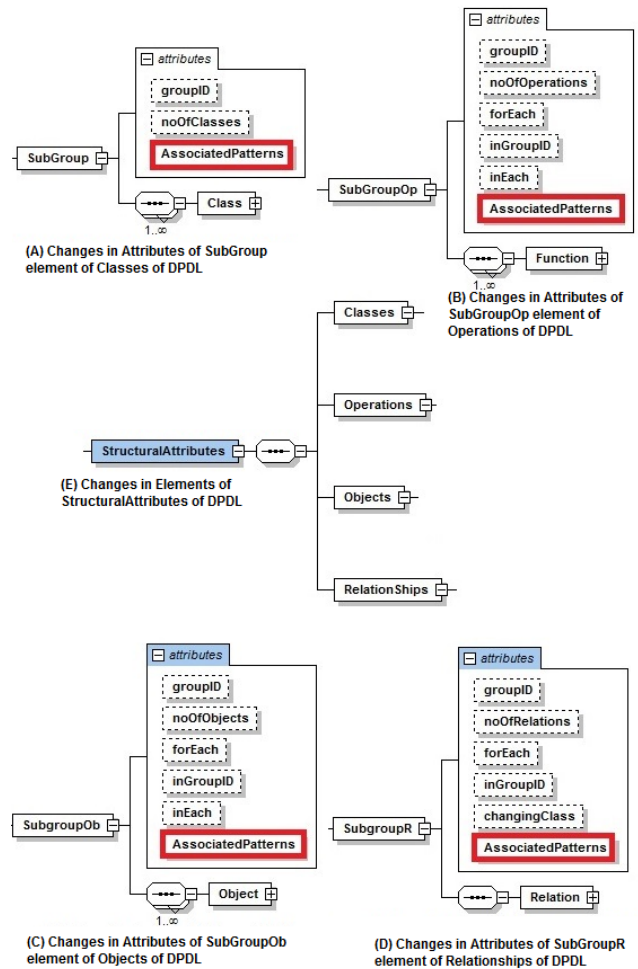 attributes
groupID
noOfClasses
AssociatedPatterns
SubGroup
Class
1..∞
(A) Changes in Attributes of SubGroup
element of Classes of DPDL
attributes
groupID
noOfOperations
forEach
inGroupID
inEach
AssociatedPatterns
SubGroupOp
Function
1..∞
(B) Changes in Attributes of
SubGroupOp element of
Operations of DPDL
Classes
Operations
StructuralAttributes
Objects
RelationShips
(E) Changes in Elements of
StructuralAttributes of DPDL
attributes
groupID
noOfObjects
forEach
inGroupID
inEach
AssociatedPatterns
SubgroupOb
Object
1..∞
(C) Changes in Attributes of SubGroupOb
element of Objects of DPDL
attributes
groupID
noOfRelations
forEach
inGroupID
changingClass
AssociatedPatterns
SubgroupR
Relation
(D) Changes in Attributes of SubGroupR
element of Relationships of DPDL